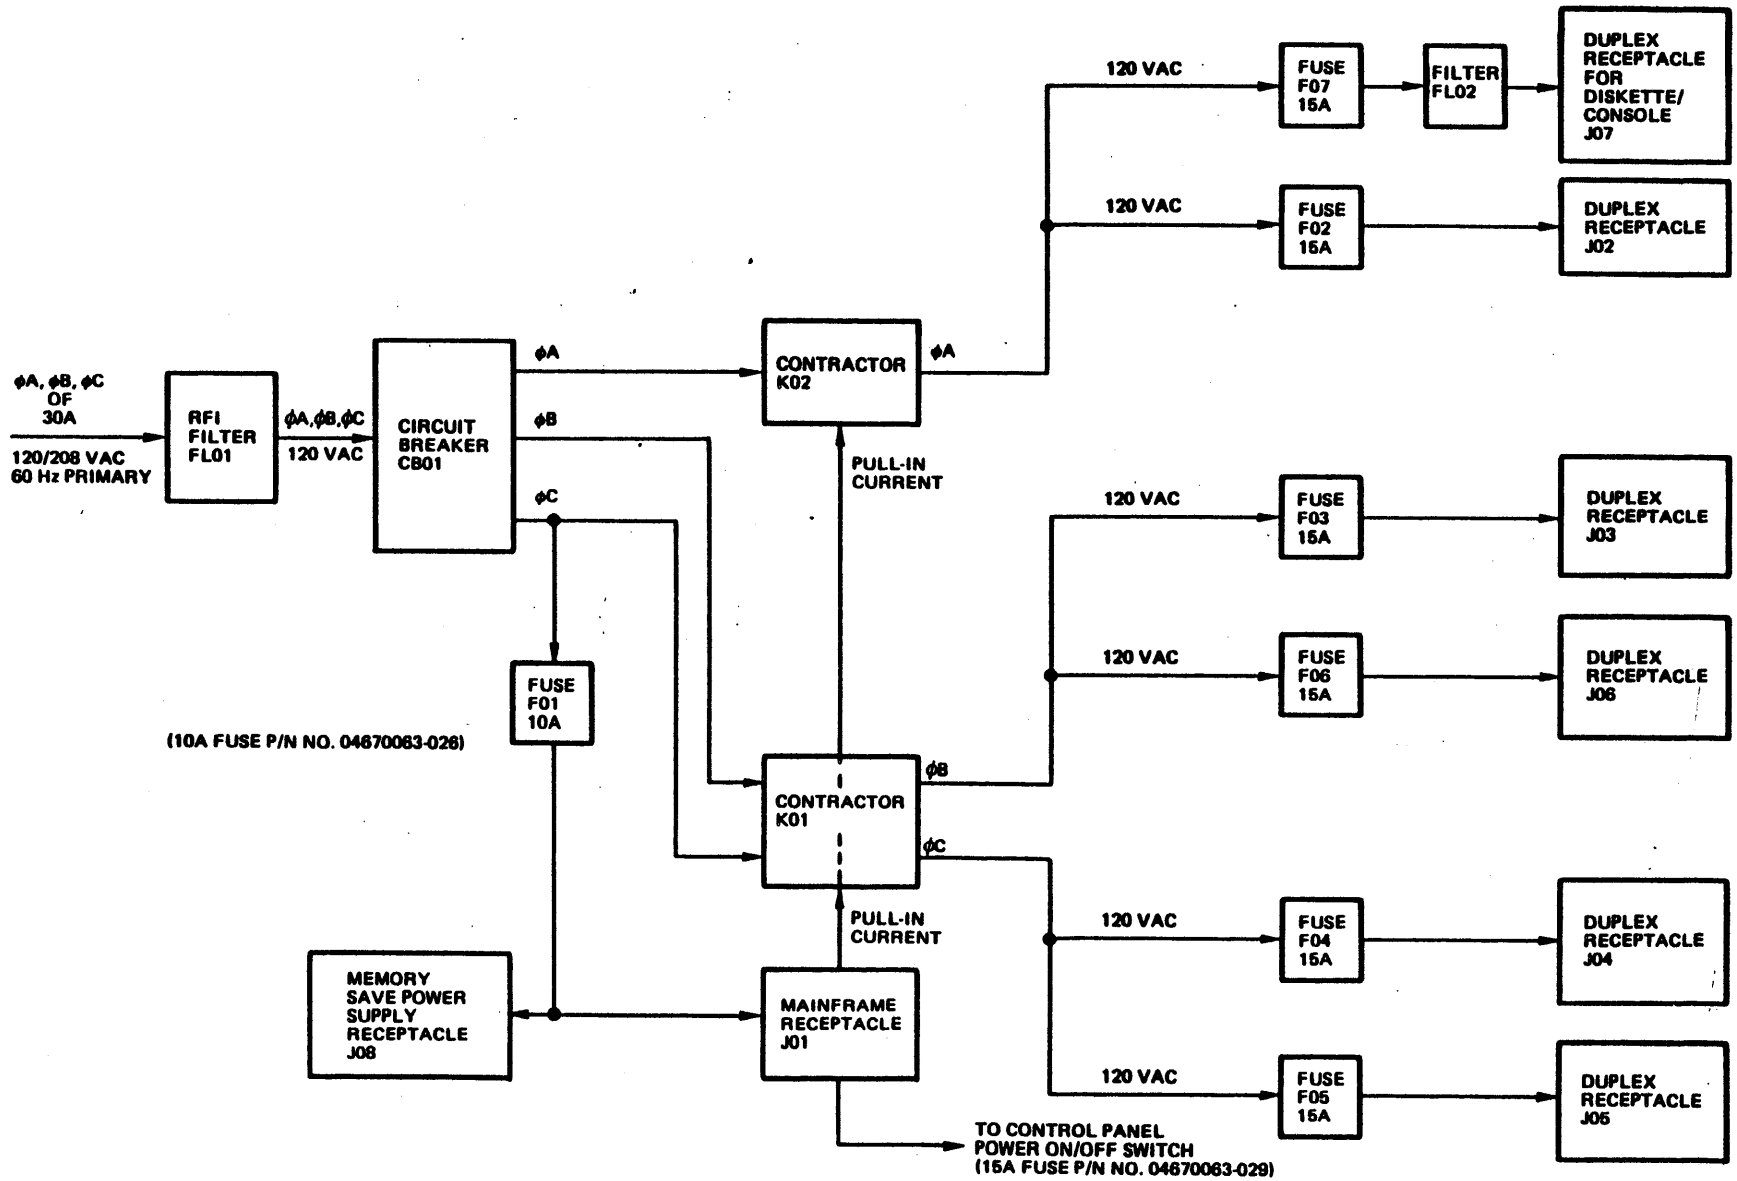 120 VAC
FUSE
F07
15A
FILTER
FL02
DUPLEX
RECEPTACLE
FOR
DISKETTE/
CONSOLE
J07
120 VAC
FUSE
F02
15A
DUPLEX
RECEPTACLE
J02
ϕA, ϕB, ϕC
OF
30A
120/208 VAC
60 Hz PRIMARY
RFI
FILTER
FL01
ϕA,ϕB,ϕC
120 VAC
CIRCUIT
BREAKER
CB01
ϕA
ϕB
ϕC
CONTRACTOR
K02
ϕA
PULL-IN
CURRENT
120 VAC
FUSE
F03
15A
DUPLEX
RECEPTACLE
J03
120 VAC
FUSE
F06
15A
DUPLEX
RECEPTACLE
J06
FUSE
F01
10A
(10A FUSE P/N NO. 04670063-026)
CONTRACTOR
K01
ϕB
ϕC
PULL-IN
CURRENT
120 VAC
FUSE
F04
15A
DUPLEX
RECEPTACLE
J04
MEMORY
SAVE POWER
SUPPLY
RECEPTACLE
J08
MAINFRAME
RECEPTACLE
J01
120 VAC
FUSE
F05
15A
DUPLEX
RECEPTACLE
J05
TO CONTROL PANEL
POWER ON/OFF SWITCH
(15A FUSE P/N NO. 04670063-029)